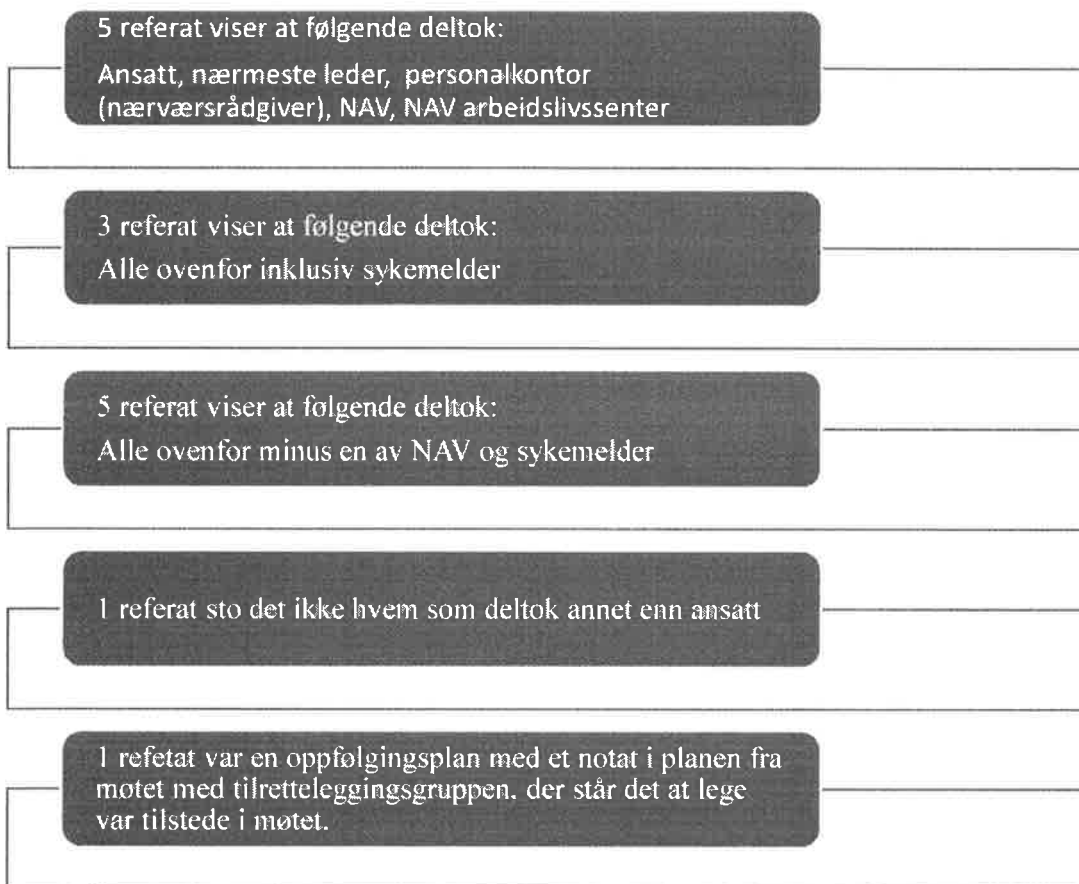 5 referat viser at følgende deltok:
Ansatt, nærmeste leder, personalkontor
(nærværsrådgiver), NAV, NAV arbeidslivssenter
3 referat viser at følgende deltok:
Alle ovenfor inklusiv sykemelder
5 referat viser at følgende deltok:
Alle ovenfor minus en av NAV og sykemelder
1 referat sto det ikke hvem som deltok annet enn ansatt
1 refetat var en oppfølgingsplan med et notat i planen fra
møtet med tilretteleggingsgruppen, der står det at lege
var tilstede i møtet.